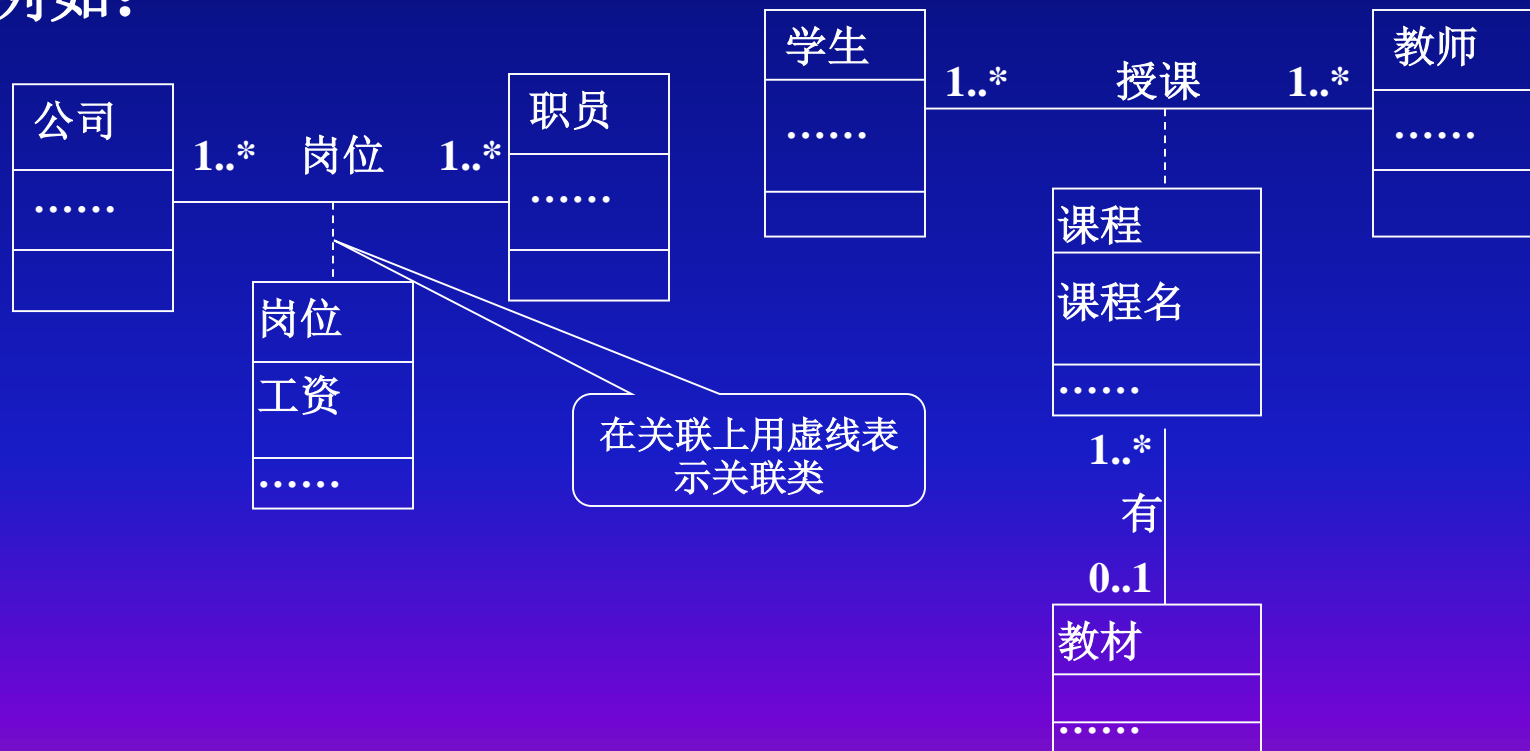 如：
公司
……
1..* 岗位 1..*
职员
……
岗位
工资
……
在关联上用虚线表
示关联类
学生
……
1..* 授课 1..*
教师
……
课程
课程名
……
1..*
有
0..1
教材
……